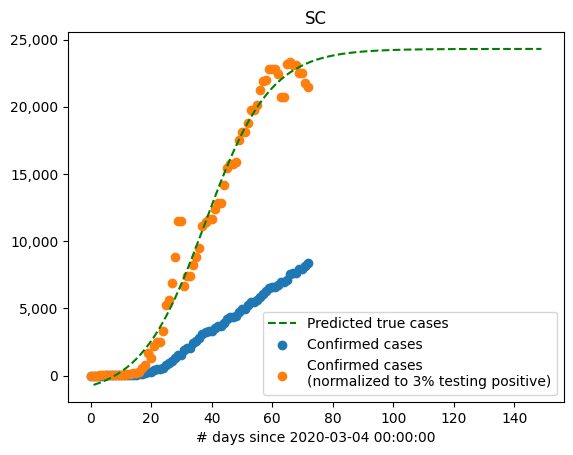 SC
25,000
20,000
15,000
10,000
5,000
0
Predicted true cases
Confirmed cases
Confirmed cases
(normalized to 3% testing positive)
0 20 40 60 80 100 120 140
# days since 2020-03-04 00:00:00